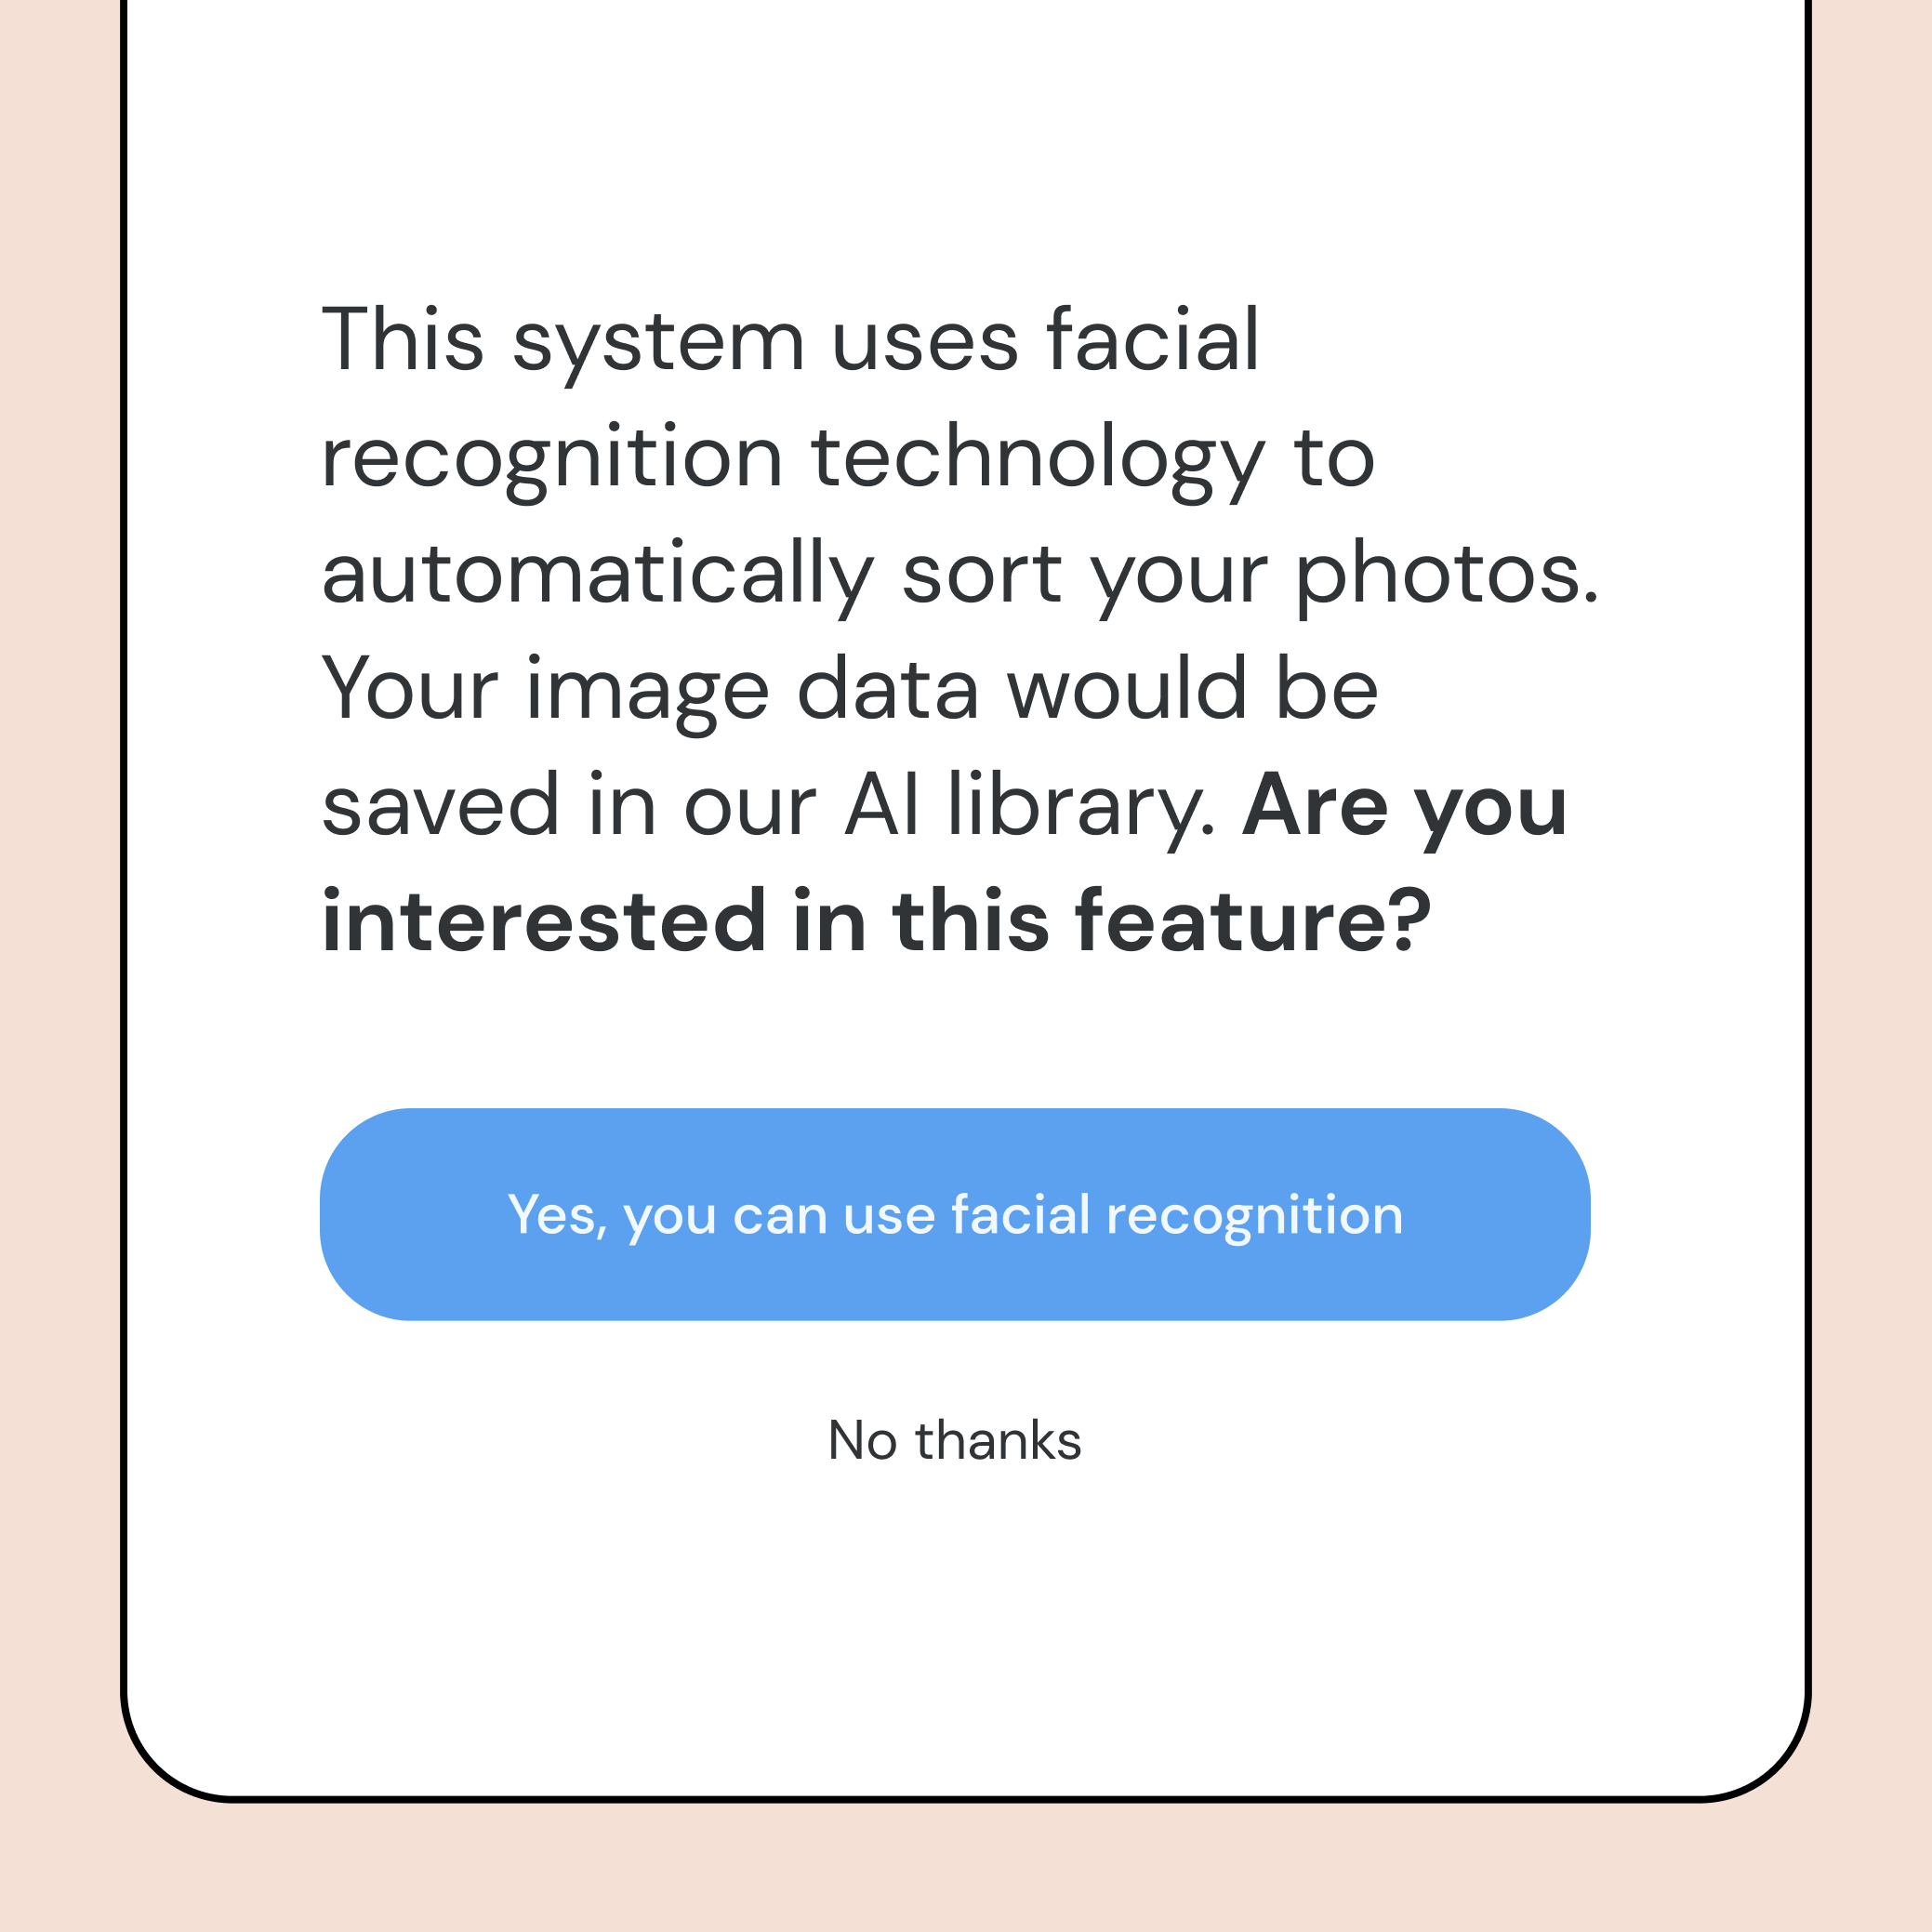 This system uses facial
recognition technology to
automatically sort your photos.
Your image data would be
saved in our AI library. Are you
interested in this feature?
Yes, you can use facial recognition
No thanks